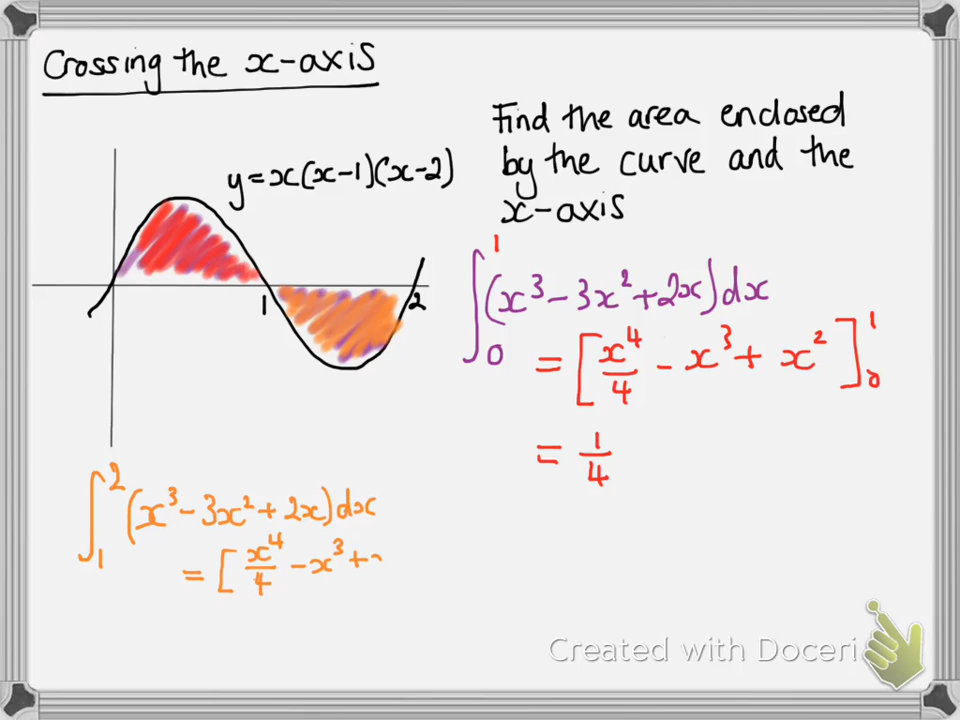 Crossing the x-axis
y=x(x-1)(x-2)
1
2
Find the area enclosed
by the curve and the
x-axis
∫₀¹ (x³ - 3x² + 2x) dx
= [x⁴/4 - x³ + x²]₀¹
= 1/4
∫₁² (x³ - 3x² + 2x) dx
= [x⁴/4 - x³ +
Created with Doceri